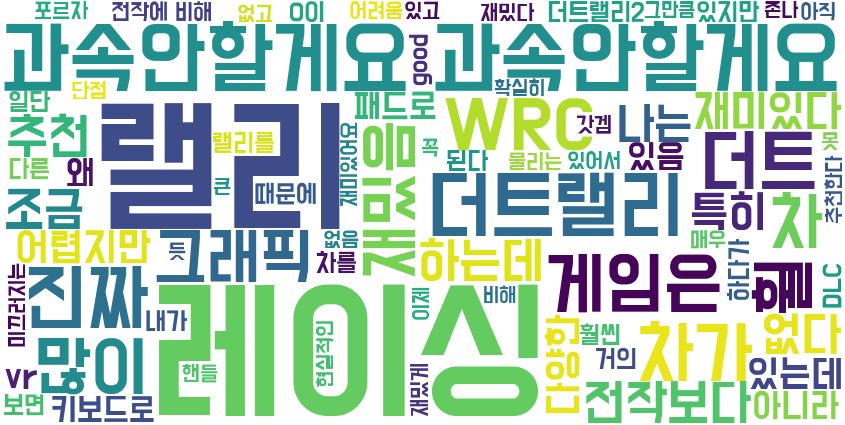 포르자 전작에 비해 없고 OOI 어려움 있고 재밌다 더트랠리2 그만큼 있지만 존나 아직
과속안할게요 good 과속안할게요
일단 단점 확실히
추천 랠리 랠리를 패드로 WRC 갓겜 나는 재미있다
다른 왜 재미있어요 재밌음 꼭 된다 물리는 있어서 있음 더트 못
조금 큰 때문에 더트랠리 특히 차 추천한다
어렵지만 듯 그래픽 없음 차를 하는데 매우 하다가
미끄러지는 진짜 내가 레이싱 이제 비해 게임은 휠 DLC
vr 많이 핸들 현실적인 다양한 훨씬 차가 없다
보면 키보드로 재밌게 거의 전작보다 있는데 아니라